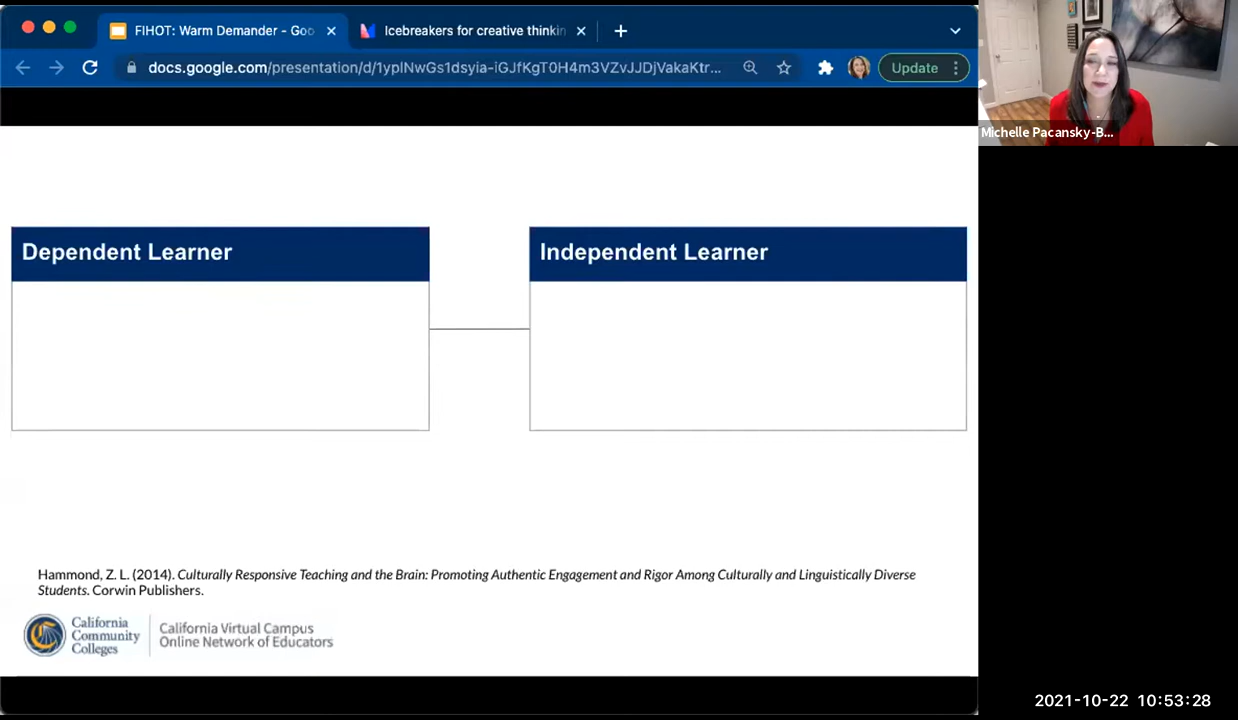 FIHOT: Warm Demander - Goo
Icebreakers for creative thinkin
docs.google.com/presentation/d/1yplNwGs1dsyia-iGJfKgT0H4m3VZvJJDjVakaKtr...
Update
Michelle Pacansky-B...
Dependent Learner
Independent Learner
Hammond, Z. L. (2014). Culturally Responsive Teaching and the Brain: Promoting Authentic Engagement and Rigor Among Culturally and Linguistically Diverse
Students. Corwin Publishers.
California
Community
Colleges
California Virtual Campus
Online Network of Educators
2021-10-22 10:53:28